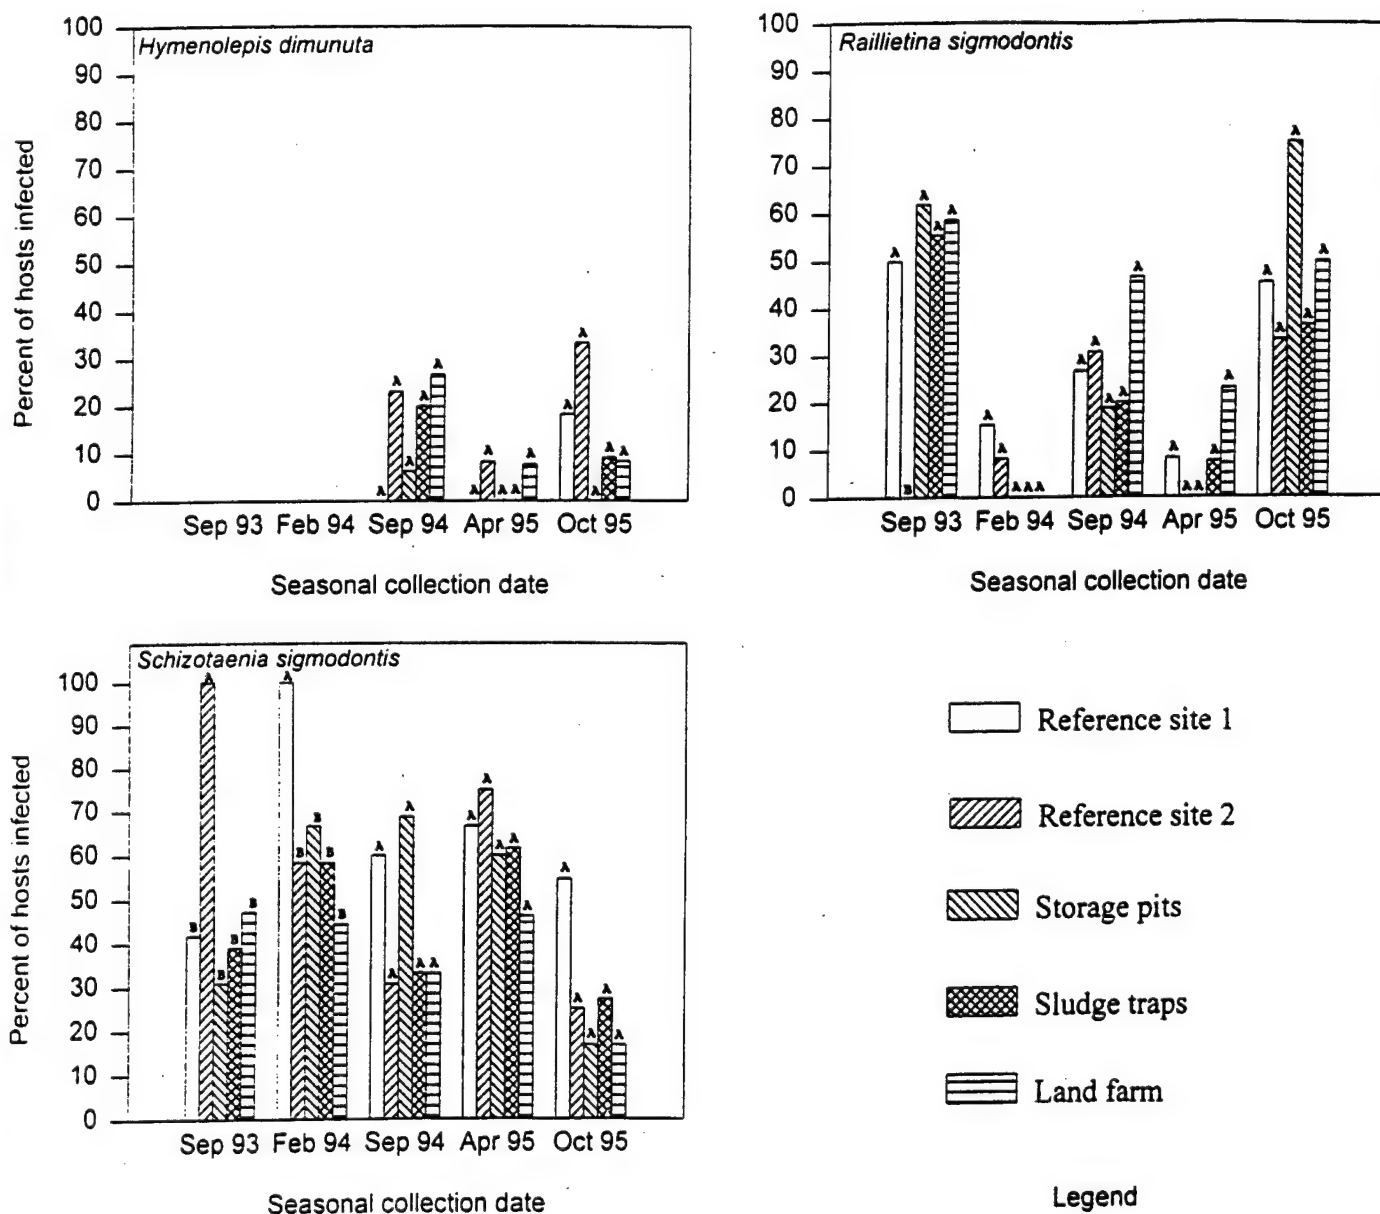 Hymenolepis dimunuta
Percent of hosts infected
100
90
80
70
60
50
40
30
20
10
0
A A A A A
A A A A A
A A A A A
Sep 93 Feb 94 Sep 94 Apr 95 Oct 95
Seasonal collection date
Raillietina sigmodontis
100
90
80
70
60
50
40
30
20
10
0
A B A A A
A A A A A
A A A A A
A A A A A
A A A A A
Sep 93 Feb 94 Sep 94 Apr 95 Oct 95
Seasonal collection date
Schizotaenia sigmodontis
Percent of hosts infected
100
90
80
70
60
50
40
30
20
10
0
B A B B B
A B B B B
A A A A A
A A A A A
A A A A A
Sep 93 Feb 94 Sep 94 Apr 95 Oct 95
Seasonal collection date
Reference site 1
Reference site 2
Storage pits
Sludge traps
Land farm
Legend